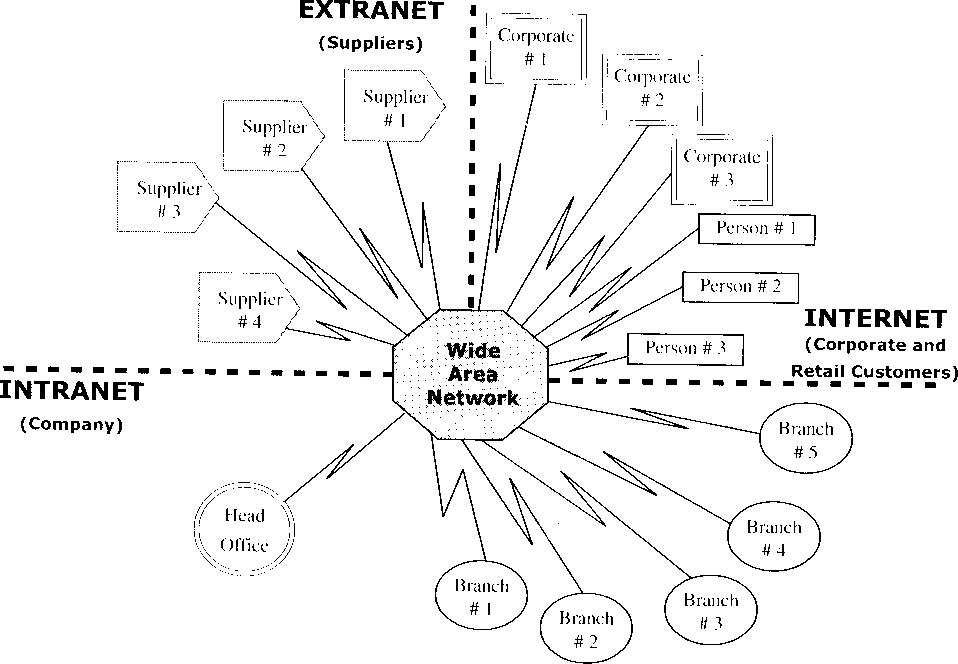 EXTRANET
(Suppliers)
Corporate
# 1
Corporate
# 2
Corporate
# 3
Supplier
# 1
Supplier
# 2
Supplier
# 3
Supplier
# 4
Person # 1
Person # 2
Person # 3
INTERNET
(Corporate and
Retail Customers)
Wide
Area
Network
INTRANET
(Company)
Head
Office
Branch
# 1
Branch
# 2
Branch
# 3
Branch
# 4
Branch
# 5